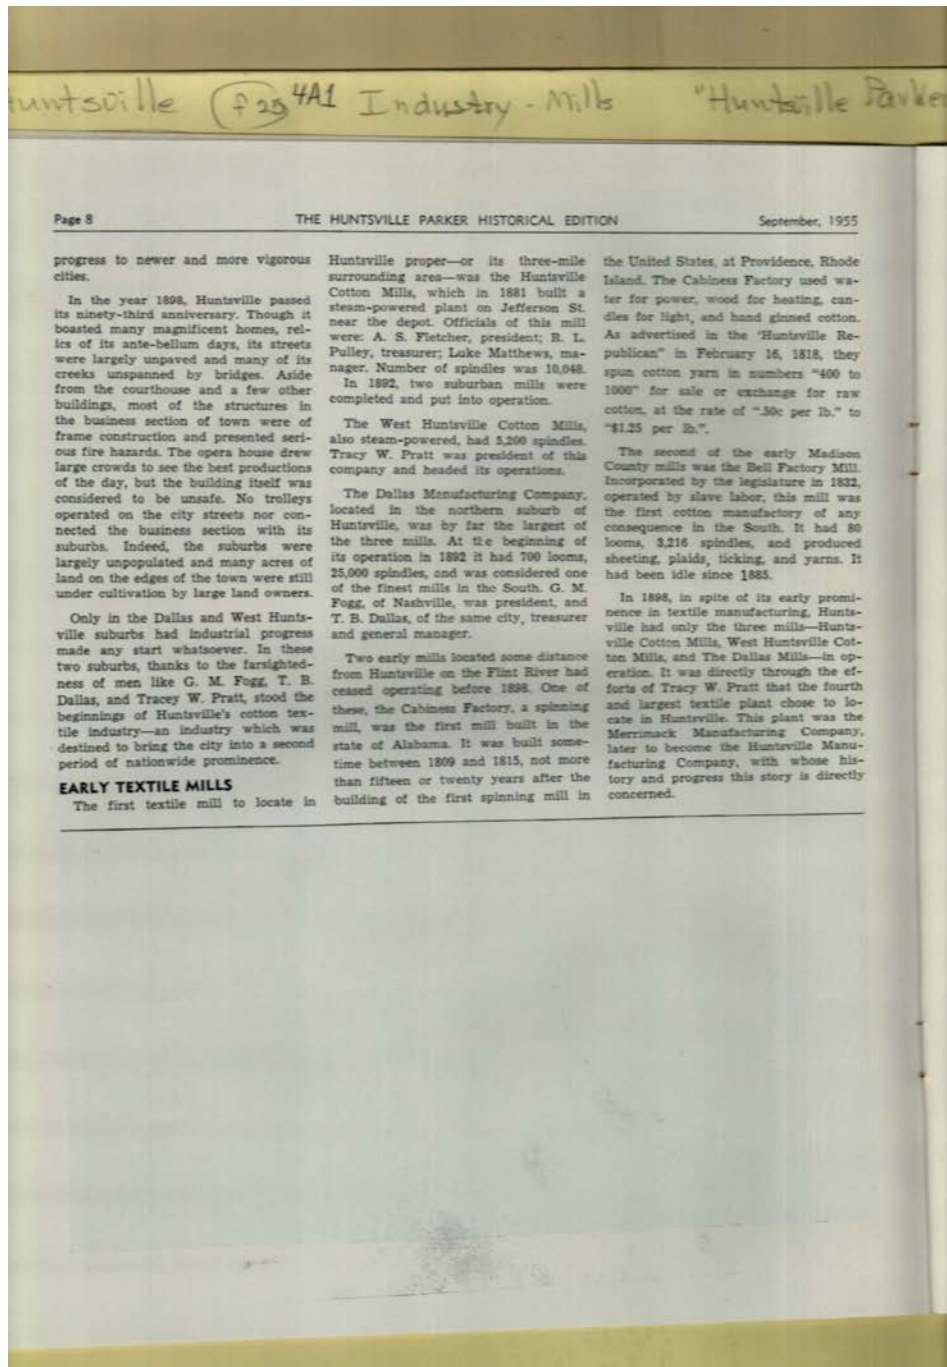 Huntsville f 25 4A1 Industry - Mills "Huntsville Parker
Page 8 THE HUNTSVILLE PARKER HISTORICAL EDITION September, 1955
progress to newer and more vigorous
cities.
In the year 1898, Huntsville passed
its ninety-third anniversary. Though it
boasted many magnificent homes, rel-
ics of its ante-bellum days, its streets
were largely unpaved and many of its
creeks unspanned by bridges. Aside
from the courthouse and a few other
buildings, most of the structures in
the business section of town were of
frame construction and presented seri-
ous fire hazards. The opera house drew
large crowds to see the best productions
of the day, but the building itself was
considered to be unsafe. No trolleys
operated on the city streets nor con-
nected the business section with its
suburbs. Indeed, the suburbs were
largely unpopulated and many acres of
land on the edges of the town were still
under cultivation by large land owners.
Only in the Dallas and West Hunts-
ville suburbs had industrial progress
made any start whatsoever. In these
two suburbs, thanks to the farsighted-
ness of men like G. M. Fogg, T. B.
Dallas, and Tracey W. Pratt, stood the
beginnings of Huntsville's cotton tex-
tile industry—an industry which was
destined to bring the city into a second
period of nationwide prominence.
EARLY TEXTILE MILLS
The first textile mill to locate in
Huntsville proper—or its three-mile
surrounding area—was the Huntsville
Cotton Mills, which in 1881 built a
steam-powered plant on Jefferson St.
near the depot. Officials of this mill
were: A. S. Fletcher, president; R. L.
Pulley, treasurer; Luke Matthews, ma-
nager. Number of spindles was 10,048.
In 1892, two suburban mills were
completed and put into operation.
The West Huntsville Cotton Mills,
also steam-powered, had 5,200 spindles.
Tracy W. Pratt was president of this
company and headed its operations.
The Dallas Manufacturing Company,
located in the northern suburb of
Huntsville, was by far the largest of
the three mills. At the beginning of
its operation in 1892 it had 700 looms,
25,000 spindles, and was considered one
of the finest mills in the South. G. M.
Fogg, of Nashville, was president, and
T. B. Dallas, of the same city, treasurer
and general manager.
Two early mills located some distance
from Huntsville on the Flint River had
ceased operating before 1898. One of
these, the Cabiness Factory, a spinning
mill, was the first mill built in the
state of Alabama. It was built some-
time between 1809 and 1815, not more
than fifteen or twenty years after the
building of the first spinning mill in
the United States, at Providence, Rhode
Island. The Cabiness Factory used wa-
ter for power, wood for heating, can-
dles for light, and hand ginned cotton.
As advertised in the "Huntsville Re-
publican" in February 16, 1818, they
spun cotton yarn in numbers "400 to
1000" for sale or exchange for raw
cotton, at the rate of ".50c per lb." to
"$1.25 per lb.".
The second of the early Madison
County mills was the Bell Factory Mill.
Incorporated by the legislature in 1832,
operated by slave labor, this mill was
the first cotton manufactory of any
consequence in the South. It had 80
looms, 3,216 spindles, and produced
sheeting, plaids, ticking, and yarns. It
had been idle since 1885.
In 1898, in spite of its early promi-
nence in textile manufacturing, Hunts-
ville had only the three mills—Hunts-
ville Cotton Mills, West Huntsville Cot-
ton Mills, and The Dallas Mills—in op-
eration. It was directly through the ef-
forts of Tracy W. Pratt that the fourth
and largest textile plant chose to lo-
cate in Huntsville. This plant was the
Merrimack Manufacturing Company,
later to become the Huntsville Manu-
facturing Company, with whose his-
tory and progress this story is directly
concerned.